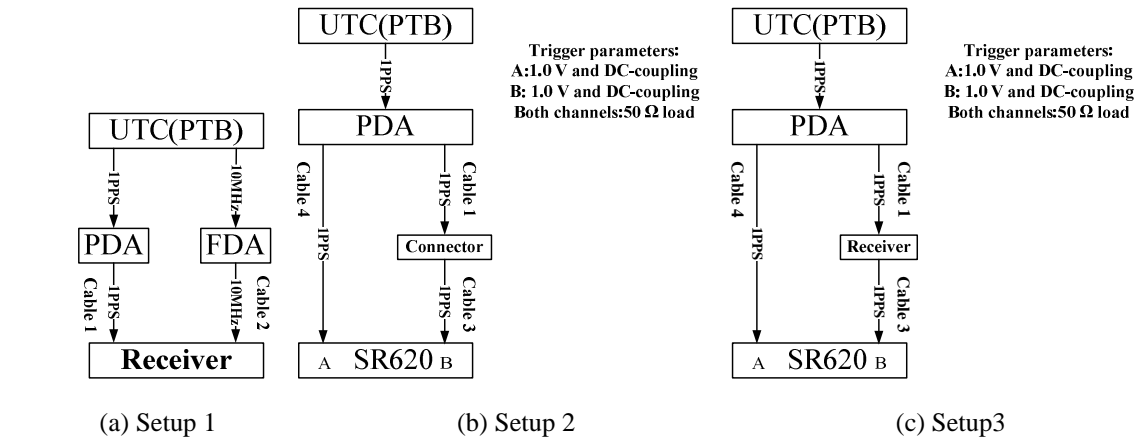 UTC(PTB)
1PPS
10MHz
PDA
FDA
Cable 1
1PPS
10MHz
Cable 2
Receiver
(a) Setup 1
UTC(PTB)
1PPS
PDA
Trigger parameters:
A:1.0 V and DC-coupling
B: 1.0 V and DC-coupling
Both channels:50 Ω load
Cable 4
1PPS
1PPS
Cable 1
Connector
1PPS
Cable 3
A SR620 B
(b) Setup 2
UTC(PTB)
1PPS
PDA
Trigger parameters:
A:1.0 V and DC-coupling
B: 1.0 V and DC-coupling
Both channels:50 Ω load
Cable 4
1PPS
1PPS
Cable 1
Receiver
1PPS
Cable 3
A SR620 B
(c) Setup3